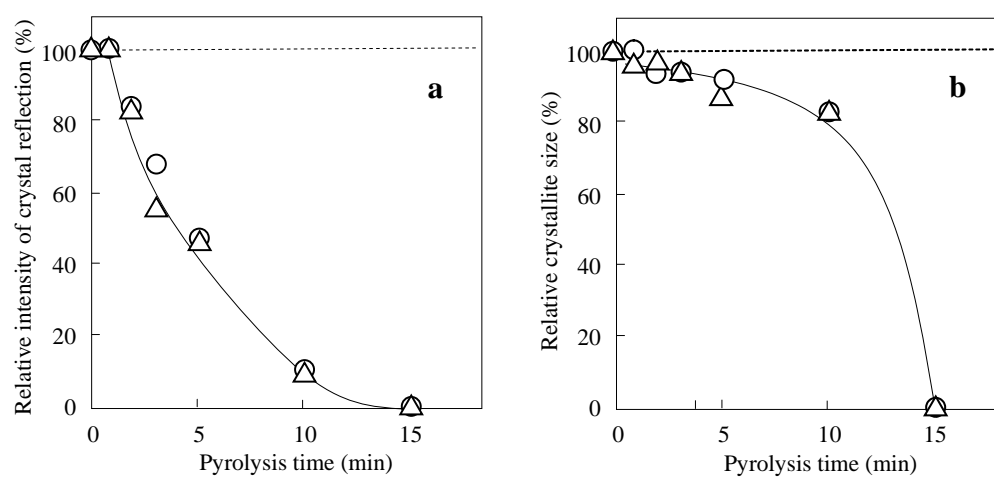 Relative intensity of crystal reflection (%)
100
80
60
40
20
0
a
0 5 10 15
Pyrolysis time (min)
Relative crystallite size (%)
100
80
60
40
20
0
b
0 5 10 15
Pyrolysis time (min)